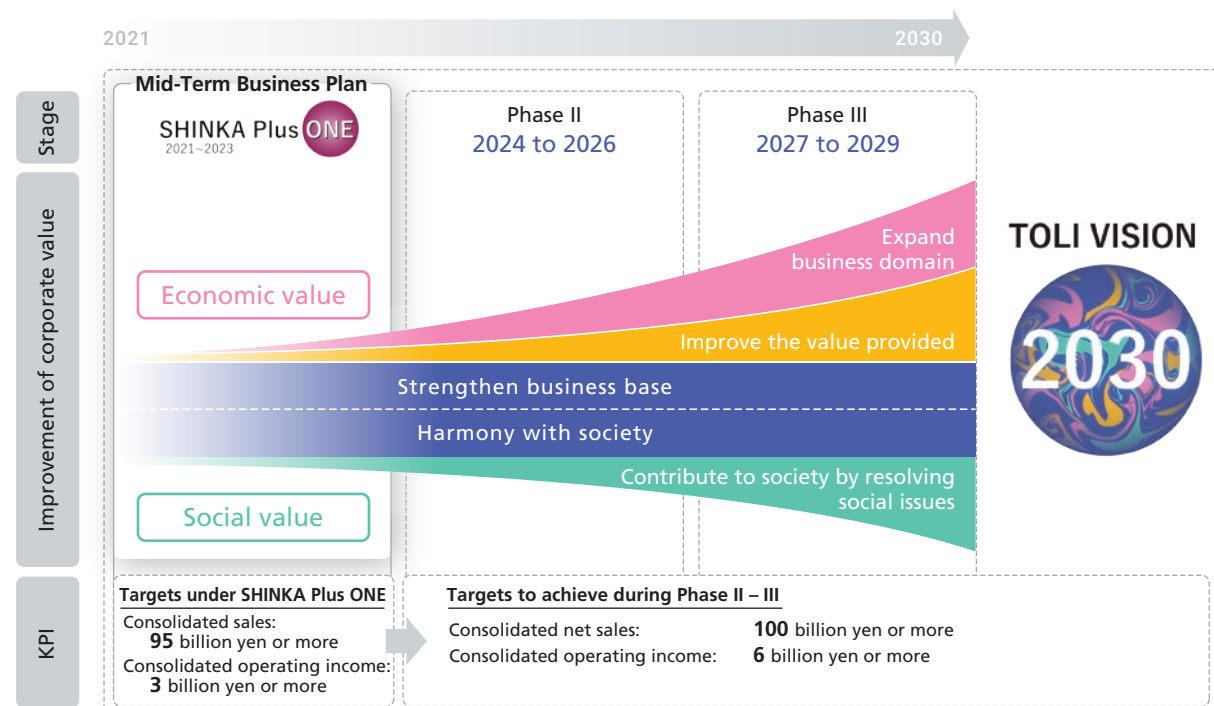 2021
2030
Stage
Mid-Term Business Plan
SHINKA Plus ONE
2021~2023
Phase II
2024 to 2026
Phase III
2027 to 2029
Improvement of corporate value
Economic value
Expand
business domain
Improve the value provided
Strengthen business base
Harmony with society
Contribute to society by resolving
social issues
Social value
TOLI VISION
2030
KPI
Targets under SHINKA Plus ONE
Consolidated sales:
95 billion yen or more
Consolidated operating income:
3 billion yen or more
Targets to achieve during Phase II – III
Consolidated net sales: 100 billion yen or more
Consolidated operating income: 6 billion yen or more